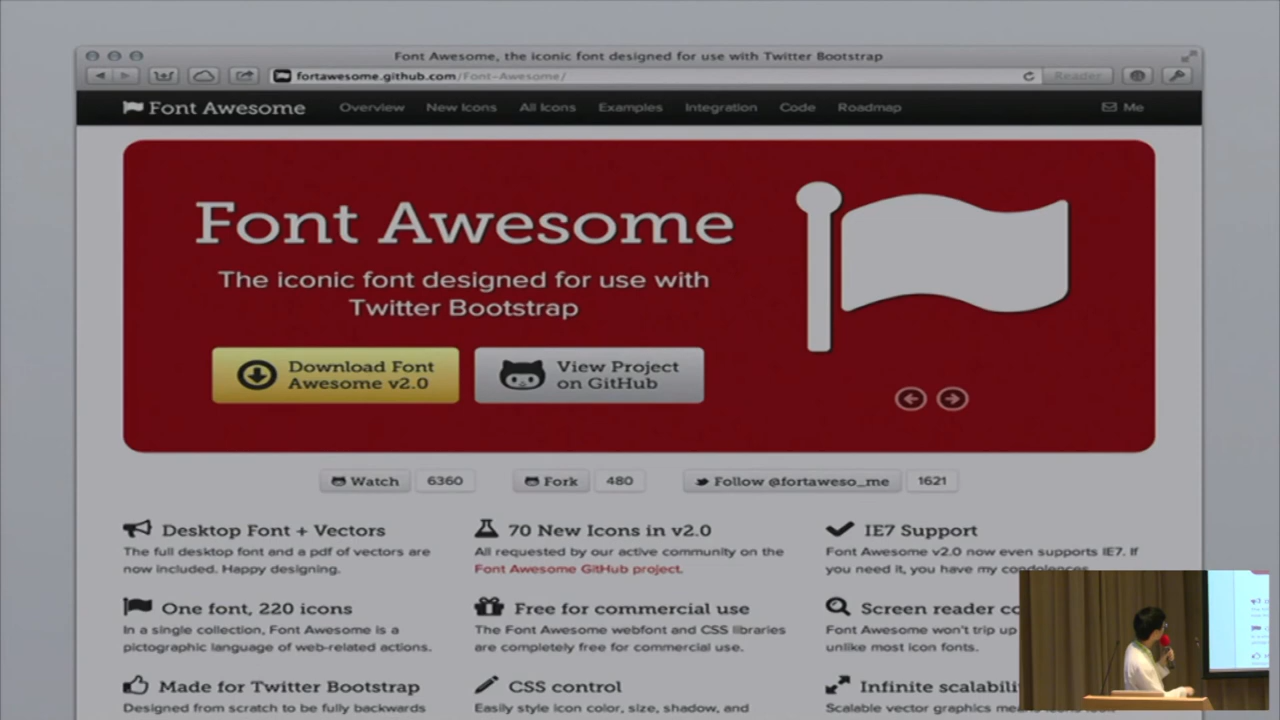 Font Awesome, the iconic font designed for use with Twitter Bootstrap
fortawesome.github.com/Font-Awesome/
Reader
Font Awesome
Overview
New Icons
All Icons
Examples
Integration
Code
Roadmap
Me
Font Awesome
The iconic font designed for use with
Twitter Bootstrap
Download Font
Awesome v2.0
View Project
on GitHub
Watch
6360
Fork
480
Follow @fortaweso_me
1621
Desktop Font + Vectors
The full desktop font and a pdf of vectors are
now included. Happy designing.
70 New Icons in v2.0
All requested by our active community on the
Font Awesome GitHub project.
IE7 Support
Font Awesome v2.0 now even supports IE7. If
you need it, you have my condolences.
One font, 220 icons
In a single collection, Font Awesome is a
pictographic language of web-related actions.
Free for commercial use
The Font Awesome webfont and CSS libraries
are completely free for commercial use.
Screen reader
Font Awesome won't trip up
unlike most icon fonts.
Made for Twitter Bootstrap
Designed from scratch to be fully backwards
CSS control
Easily style icon color, size, shadow, and
Infinite
Scalable vector graphics